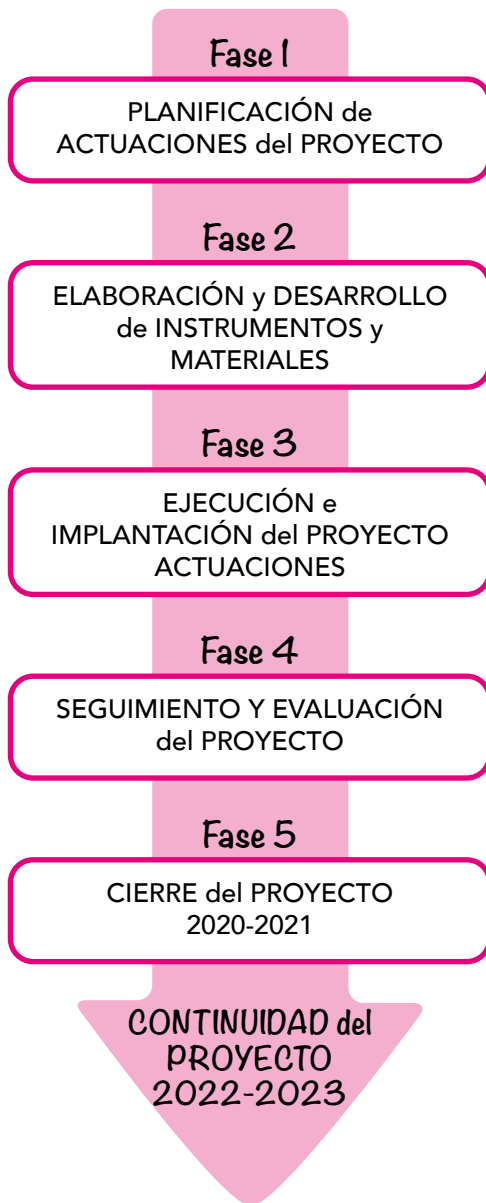 Fase 1
PLANIFICACIÓN de
ACTUACIONES del PROYECTO
Fase 2
ELABORACIÓN y DESARROLLO
de INSTRUMENTOS y
MATERIALES
Fase 3
EJECUCIÓN e
IMPLANTACIÓN del PROYECTO
ACTUACIONES
Fase 4
SEGUIMIENTO Y EVALUACIÓN
del PROYECTO
Fase 5
CIERRE del PROYECTO
2020-2021
CONTINUIDAD del
PROYECTO
2022-2023